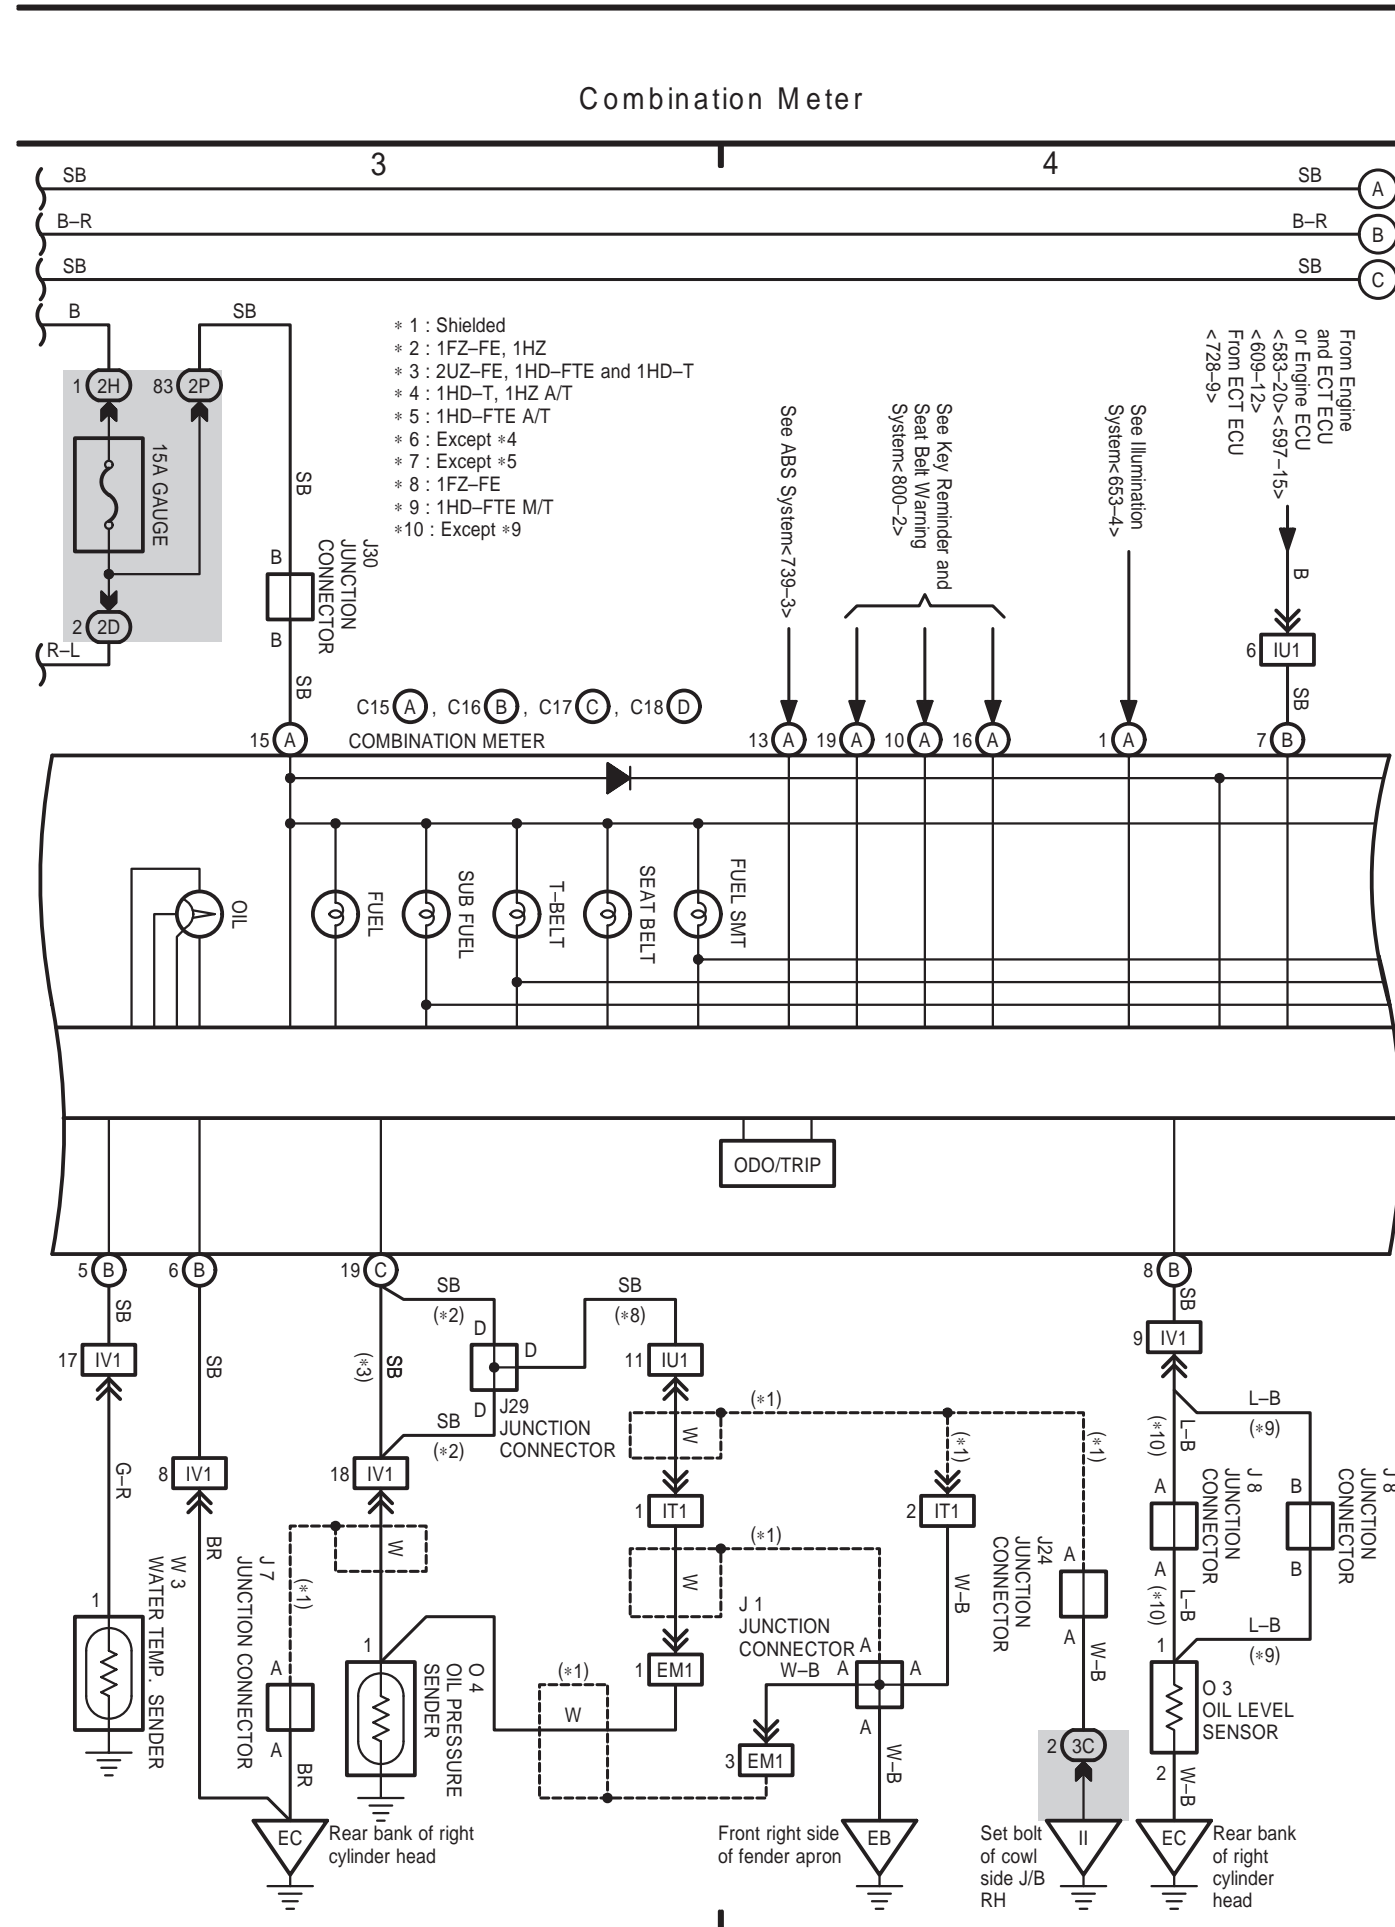 Combination Meter
3
4
SB
SB
A
B–R
B–R
B
SB
SB
C
B
SB
1
2H
83
2P
15A GAUGE
2
2D
R–L
SB
B
J30
JUNCTION
CONNECTOR
B
SB
∗ 1 : Shielded
∗ 2 : 1FZ–FE, 1HZ
∗ 3 : 2UZ–FE, 1HD–FTE and 1HD–T
∗ 4 : 1HD–T, 1HZ A/T
∗ 5 : 1HD–FTE A/T
∗ 6 : Except ∗4
∗ 7 : Except ∗5
∗ 8 : 1FZ–FE
∗ 9 : 1HD–FTE M/T
∗10 : Except ∗9
See ABS System<739–3>
See Key Reminder and
Seat Belt Warning
System<800–2>
See Illumination
System<653–4>
From Engine
and ECT ECU
or Engine ECU
<583–20><597–15>
<609–12>
From ECT ECU
<728–9>
B
6
IU1
SB
C15 A , C16 B , C17 C , C18 D
15
A
COMBINATION METER
13
A
19
A
10
A
16
A
1
A
7
B
OIL
FUEL
SUB FUEL
T–BELT
SEAT BELT
FUEL SMT
ODO/TRIP
5
B
6
B
19
C
8
B
SB
17
IV1
G–R
1
W 3
WATER TEMP. SENDER
SB
8
IV1
BR
SB
(∗3)
SB
(∗2)
D
D
D
SB
(∗2)
J29
JUNCTION
CONNECTOR
SB
(∗8)
11
IU1
18
IV1
W
(∗1)
J 7
JUNCTION CONNECTOR
A
A
BR
1
O 4
OIL PRESSURE
SENDER
W
(∗1)
1
IT1
(∗1)
W
(∗1)
2
IT1
W–B
1
EM1
(∗1)
W
J 1
JUNCTION
CONNECTOR
A
W–B
A
A
A
3
EM1
W–B
(∗1)
J24
JUNCTION
CONNECTOR
A
A
W–B
2
3C
SB
9
IV1
L–B
(∗10)
L–B
(∗9)
A
J 8
JUNCTION
CONNECTOR
A
B
J 8
JUNCTION
CONNECTOR
B
L–B
(∗10)
L–B
(∗9)
1
O 3
OIL LEVEL
SENSOR
2
W–B
EC
Rear bank of right
cylinder head
Front right side
of fender apron
EB
Set bolt
of cowl
side J/B
RH
II
EC
Rear bank
of right
cylinder
head